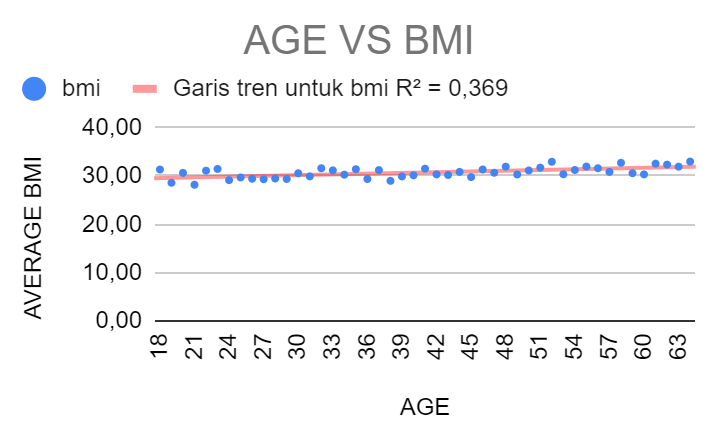 AGE VS BMI
bmi Garis tren untuk bmi R² = 0,369
40,00
30,00
20,00
10,00
0,00
AVERAGE BMI
18 21 24 27 30 33 36 39 42 45 48 51 54 57 60 63
AGE